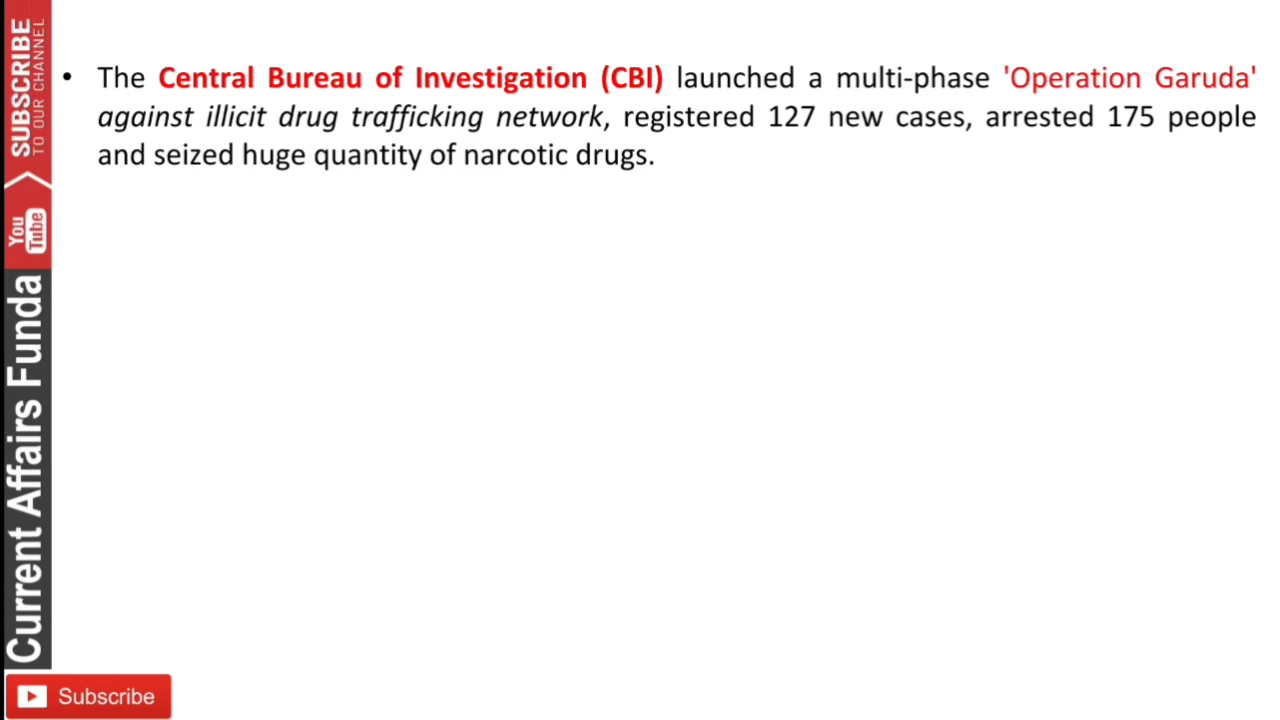 • The Central Bureau of Investigation (CBI) launched a multi-phase 'Operation Garuda'
against illicit drug trafficking network, registered 127 new cases, arrested 175 people
and seized huge quantity of narcotic drugs.
SUBSCRIBE
TO OUR CHANNEL
You
Tube
Current Affairs Funda
Subscribe